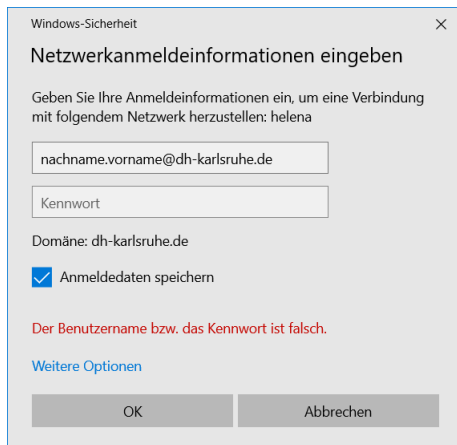 Windows-Sicherheit
Netzwerkanmeldeinformationen eingeben
Geben Sie Ihre Anmeldeinformationen ein, um eine Verbindung
mit folgendem Netzwerk herzustellen: helena
nachname.vorname@dh-karlsruhe.de
Kennwort
Domäne: dh-karlsruhe.de
Anmeldedaten speichern
Der Benutzername bzw. das Kennwort ist falsch.
Weitere Optionen
OK
Abbrechen